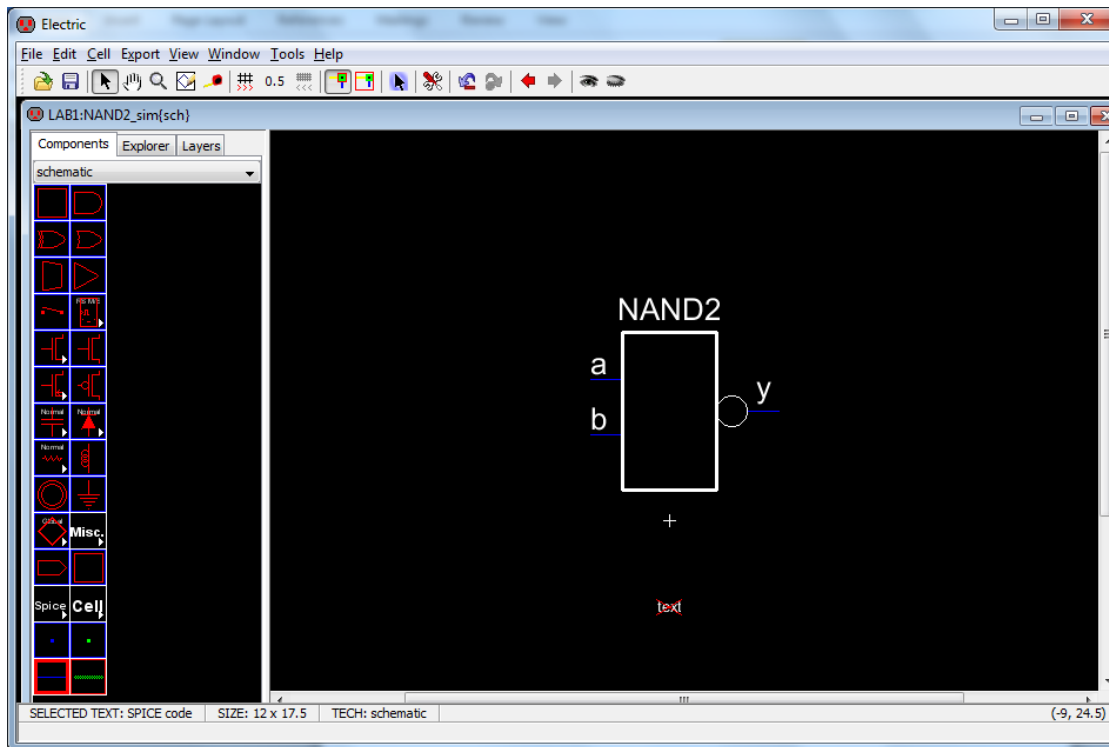 Electric
File Edit Cell Export View Window Tools Help
0.5
LAB1:NAND2_sim{sch}
Components Explorer Layers
schematic
Normal Normal
Normal
Global Misc.
Spice Cell
NAND2
a
b
y
text
SELECTED TEXT: SPICE code SIZE: 12 x 17.5 TECH: schematic (-9, 24.5)